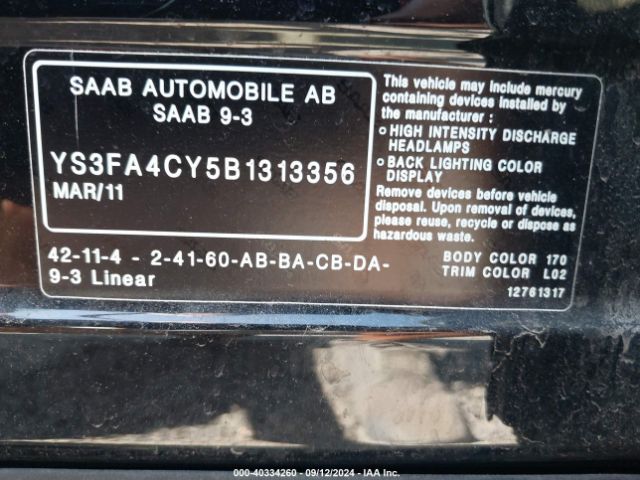 SAAB AUTOMOBILE AB
SAAB 9-3
YS3FA4CY5B1313356
MAR/11
This vehicle may include mercury
containing devices installed by
the manufacturer :
o HIGH INTENSITY DISCHARGE
HEADLAMPS
o BACK LIGHTING COLOR
DISPLAY
Remove devices before vehicle
disposal. Upon removal of devices,
please reuse, recycle or dispose as
hazardous waste.
42-11-4 - 2-41-60-AB-BA-CB-DA-
9-3 Linear
BODY COLOR 170
TRIM COLOR L02
12761317
000-40334260 - 09/12/2024 - IAA Inc.